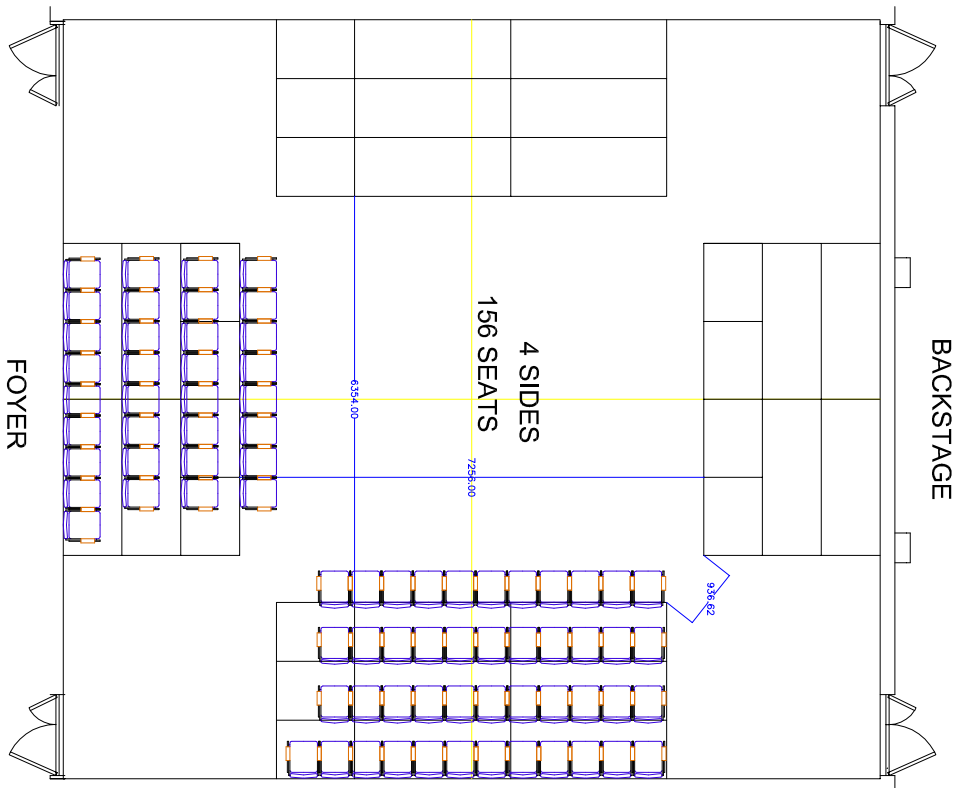 4 SIDES
156 SEATS
FOYER
BACKSTAGE
6354.00
7256.00
936.62